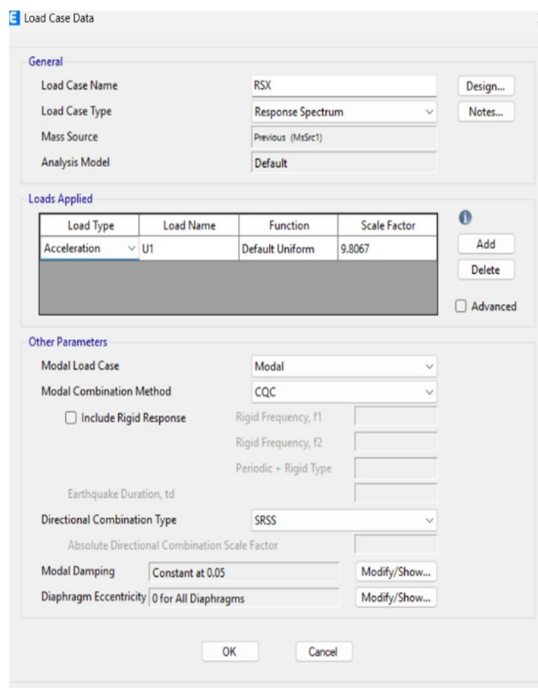 E Load Case Data
General
Load Case Name RSX Design...
Load Case Type Response Spectrum Notes...
Mass Source Previous (MsSrc1)
Analysis Model Default
Loads Applied
Load Type Load Name Function Scale Factor
Acceleration U1 Default Uniform 9.8067
Add
Delete
Advanced
Other Parameters
Modal Load Case Modal
Modal Combination Method CQC
Include Rigid Response Rigid Frequency, f1
Rigid Frequency, f2
Periodic + Rigid Type
Earthquake Duration, td
Directional Combination Type SRSS
Absolute Directional Combination Scale Factor
Modal Damping Constant at 0.05 Modify/Show...
Diaphragm Eccentricity 0 for All Diaphragms Modify/Show...
OK Cancel